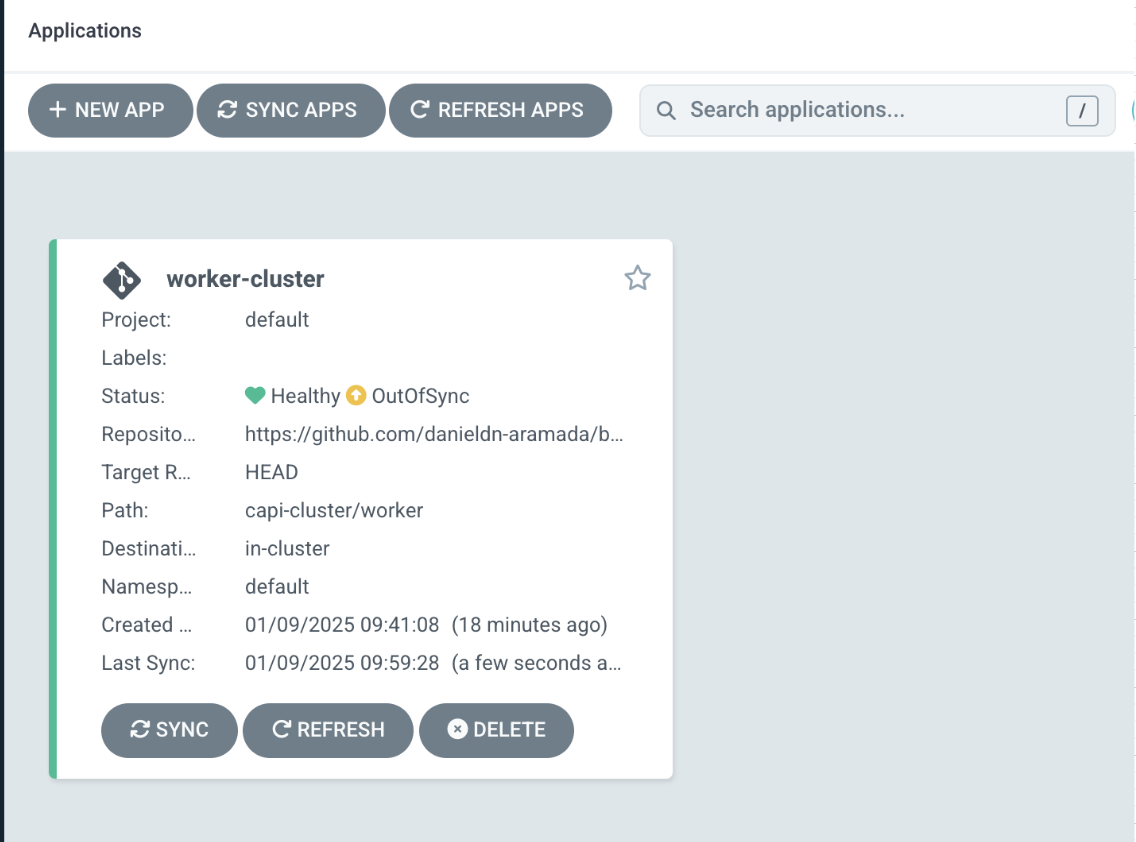 Applications
+ NEW APP SYNC APPS REFRESH APPS Search applications... /
worker-cluster
Project: default
Labels:
Status: Healthy OutOfSync
Reposito... https://github.com/danieldn-aramada/b...
Target R... HEAD
Path: capi-cluster/worker
Destinati... in-cluster
Namesp... default
Created ... 01/09/2025 09:41:08 (18 minutes ago)
Last Sync: 01/09/2025 09:59:28 (a few seconds a...
SYNC REFRESH DELETE